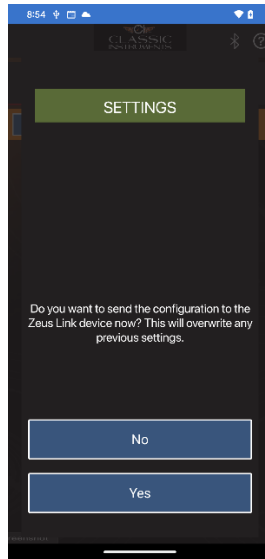 8:54
CI
CLASSIC
INSTRUMENTS
SETTINGS
Do you want to send the configuration to the
Zeus Link device now? This will overwrite any
previous settings.
No
Yes